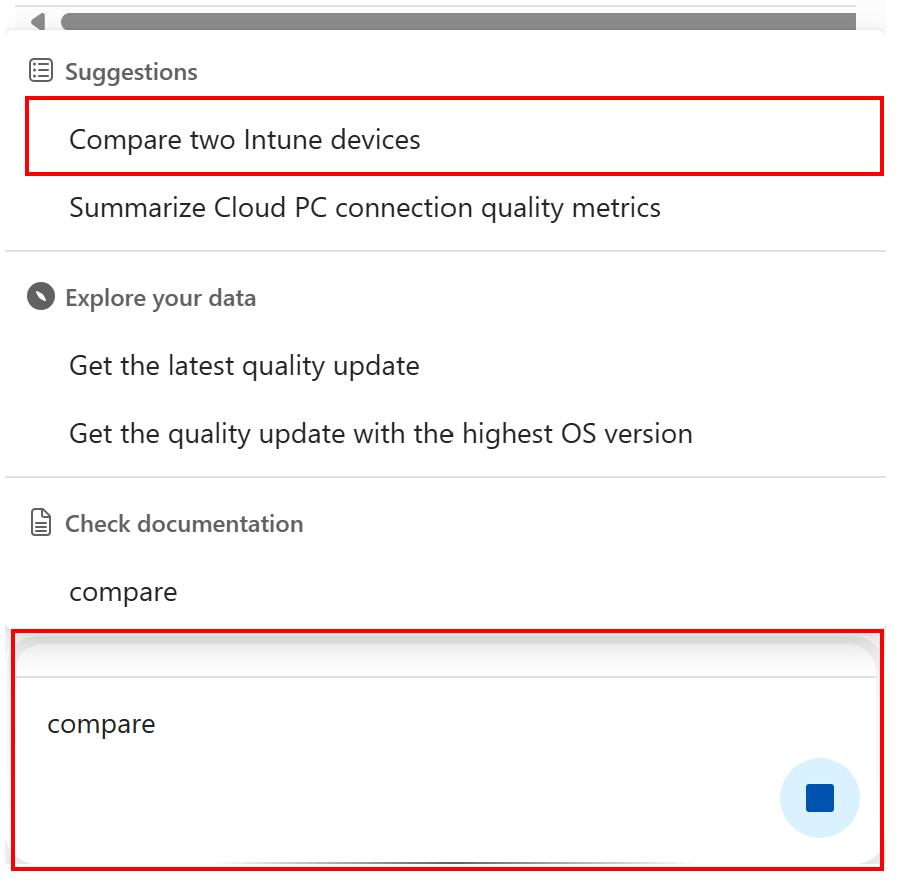 Suggestions
Compare two Intune devices
Summarize Cloud PC connection quality metrics
Explore your data
Get the latest quality update
Get the quality update with the highest OS version
Check documentation
compare
compare